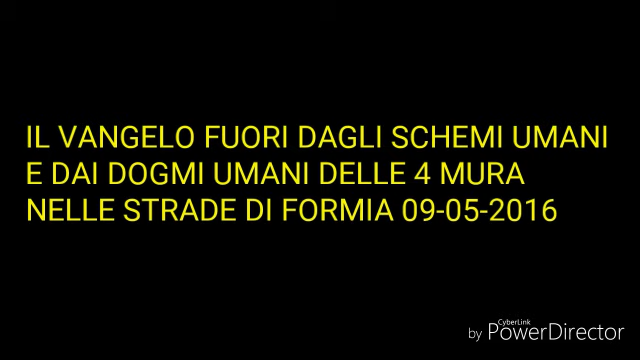 IL VANGELO FUORI DAGLI SCHEMI UMANI
E DAI DOGMI UMANI DELLE 4 MURA
NELLE STRADE DI FORMIA 09-05-2016
CyberLink
by PowerDirector